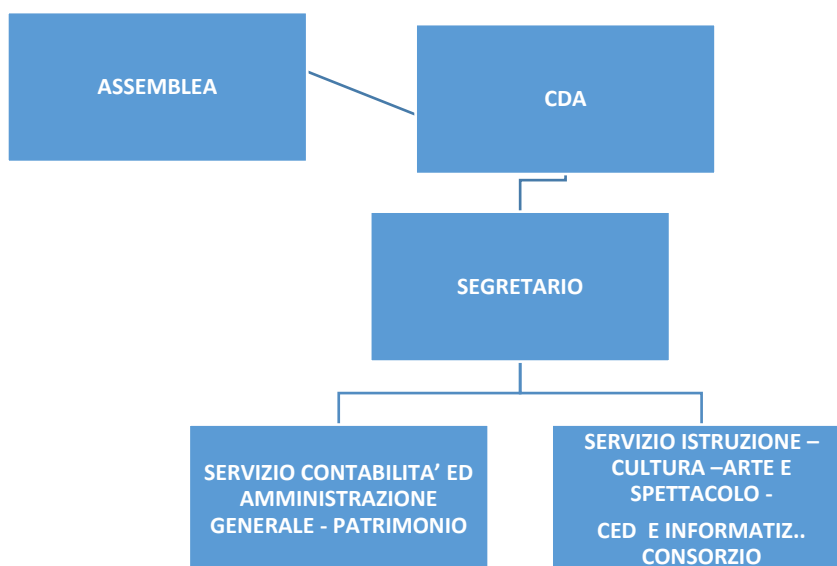 ASSEMBLEA
CDA
SEGRETARIO
SERVIZIO CONTABILITA’ ED
AMMINISTRAZIONE
GENERALE - PATRIMONIO
SERVIZIO ISTRUZIONE –
CULTURA –ARTE E
SPETTACOLO -
CED E INFORMATIZ..
CONSORZIO